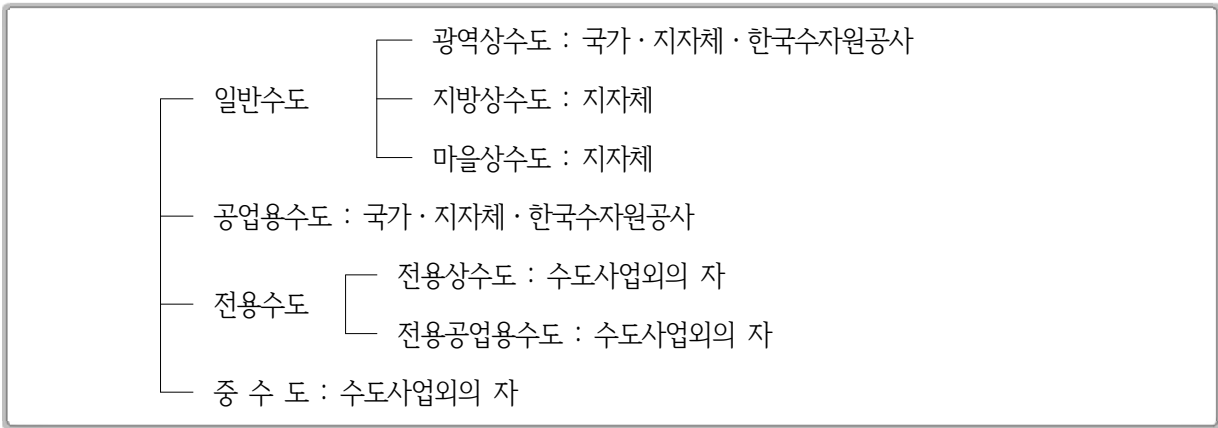 광역상수도 : 국가 · 지자체 · 한국수자원공사
일반수도
지방상수도 : 지자체
마을상수도 : 지자체
공업용수도 : 국가 · 지자체 · 한국수자원공사
전용상수도 : 수도사업외의 자
전용수도
전용공업용수도 : 수도사업외의 자
중 수 도 : 수도사업외의 자